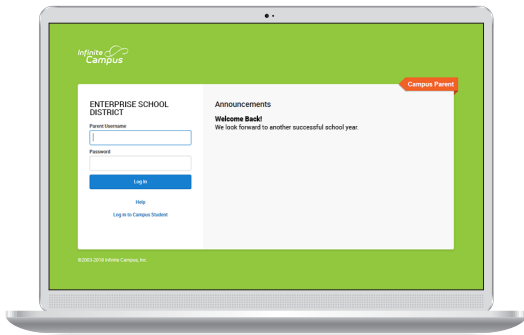 Infinite
Campus
Campus Parent
ENTERPRISE SCHOOL
DISTRICT
Parent Username
Password
Log In
Help
Log in to Campus Student
Announcements
Welcome Back!
We look forward to another successful school year.
©2003-2018 Infinite Campus, Inc.